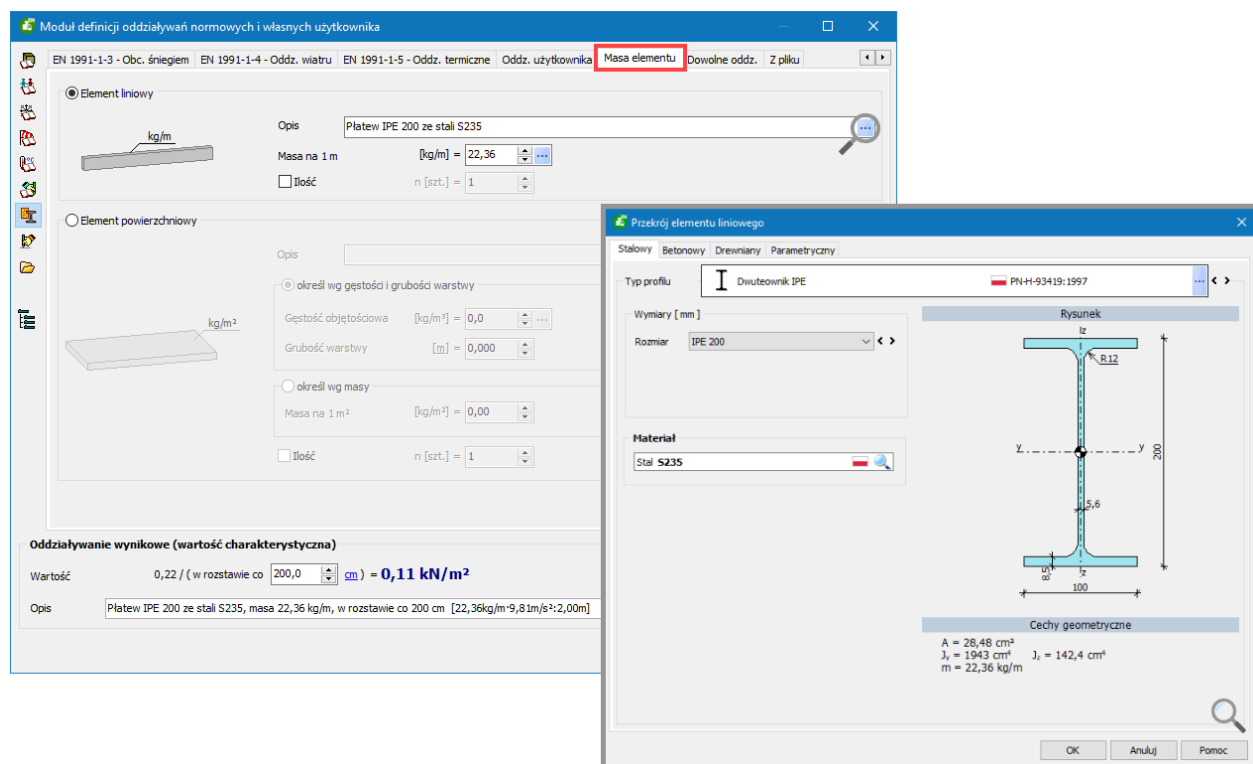 Moduł definicji oddziaływań normowych i własnych użytkownika
EN 1991-1-3 - Obc. śniegiem EN 1991-1-4 - Oddz. wiatru EN 1991-1-5 - Oddz. termiczne Oddz. użytkownika Masa elementu Dowolne oddz. Z pliku
Element liniowy
kg/m
Opis Płatew IPE 200 ze stali S235 ...
Masa na 1 m [kg/m] = 22,36 ...
Ilość n [szt.] = 1
Element powierzchniowy
Opis
określ wg gęstości i grubości warstwy
kg/m²
Gęstość objętościowa [kg/m³] = 0,0 ...
Grubość warstwy [m] = 0,000
określ wg masy
Masa na 1 m² [kg/m²] = 0,00
Ilość n [szt.] = 1
Oddziaływanie wynikowe (wartość charakterystyczna)
Wartość 0,22 / ( w rozstawie co 200,0 cm ) = 0,11 kN/m²
Opis Płatew IPE 200 ze stali S235, masa 22,36 kg/m, w rozstawie co 200 cm [22,36kg/m·9,81m/s²:2,00m]
Przekrój elementu liniowego
Stalowy Betonowy Drewniany Parametryczny
Typ profilu Dwuteownik IPE PN-H-93419:1997 ...
Wymiary [ mm ]
Rozmiar IPE 200
Materiał
Stal S235
Rysunek
z
R12
y y
200
5,6
8,5
z
100
Cechy geometryczne
A = 28,48 cm²
Jᵧ = 1943 cm⁴ J_z = 142,4 cm⁴
m = 22,36 kg/m
OK Anuluj Pomoc